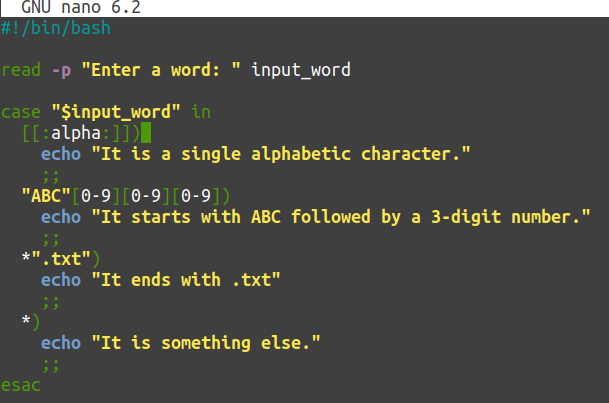 GNU nano 6.2
#!/bin/bash
read -p "Enter a word: " input_word
case "$input_word" in
  [[:alpha:]])
    echo "It is a single alphabetic character."
    ;;
  "ABC"[0-9][0-9][0-9])
    echo "It starts with ABC followed by a 3-digit number."
    ;;
  *".txt")
    echo "It ends with .txt"
    ;;
  *)
    echo "It is something else."
    ;;
esac